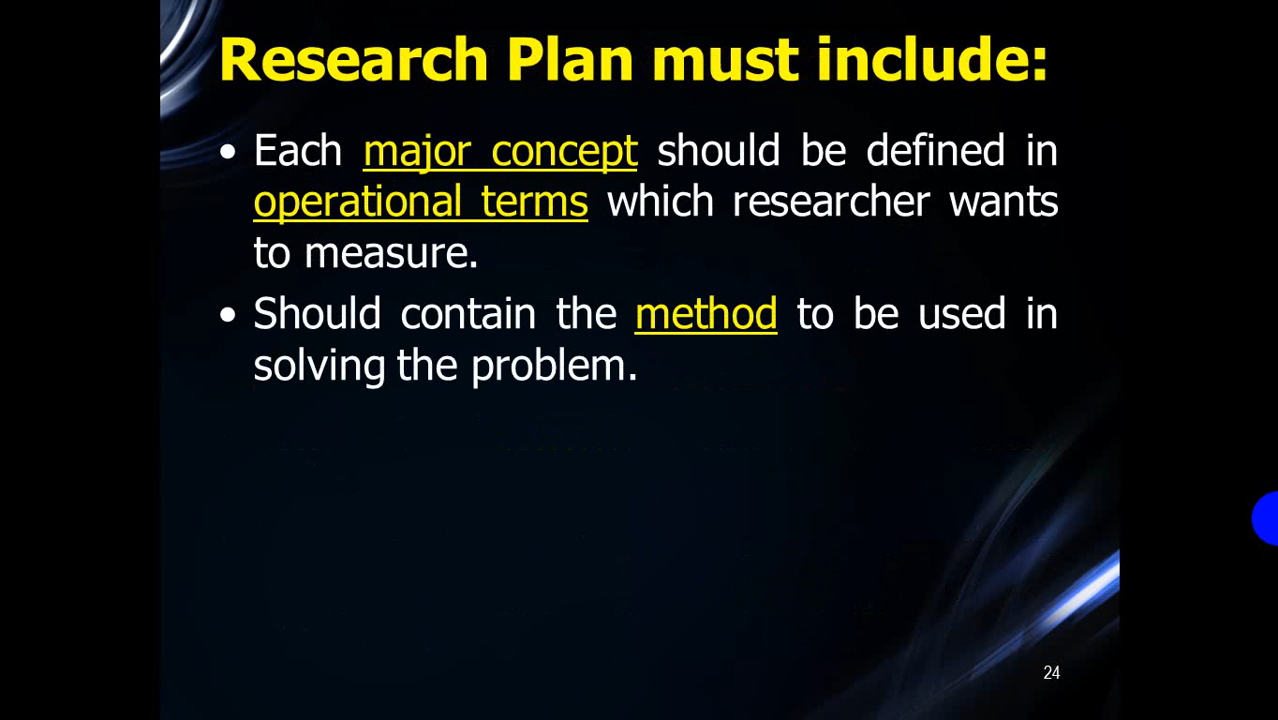 Research Plan must include:
• Each major concept should be defined in
operational terms which researcher wants
to measure.
• Should contain the method to be used in
solving the problem.
24